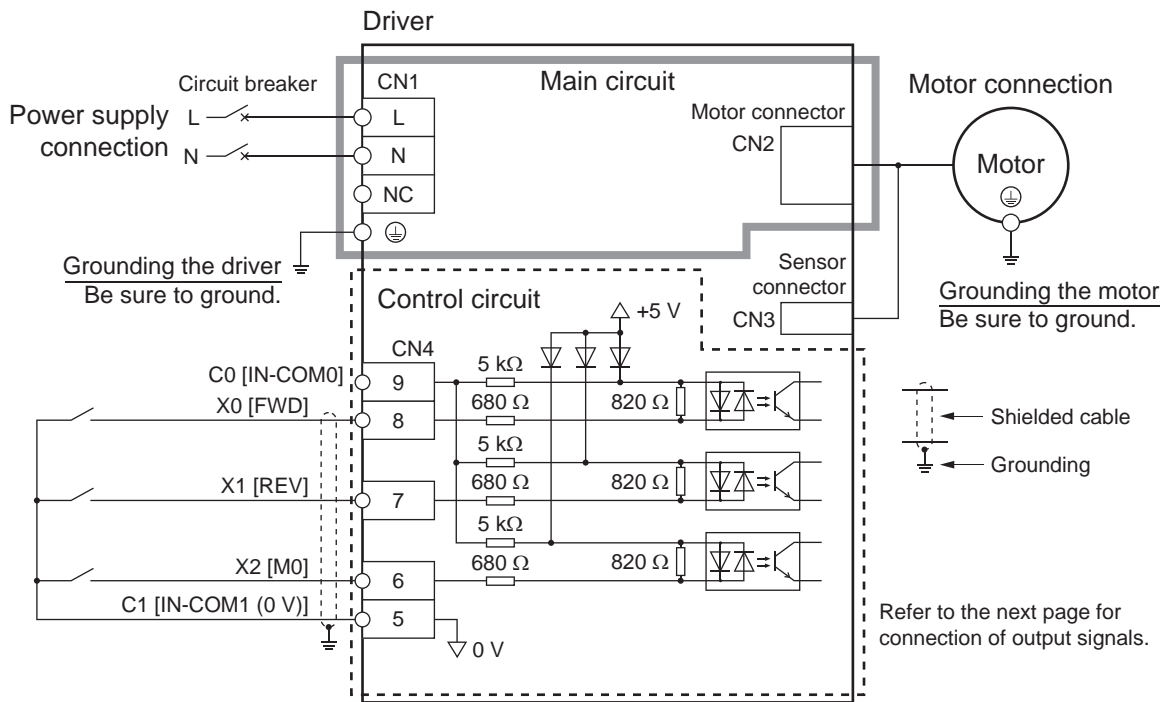 Driver
Circuit breaker
CN1
Main circuit
Motor connection
Power supply
connection
L
N
L
N
NC
Motor connector
CN2
Motor
Grounding the driver
Be sure to ground.
Sensor
connector
CN3
Grounding the motor
Be sure to ground.
Control circuit
+5 V
CN4
C0 [IN-COM0]
9
5 kΩ
X0 [FWD]
8
680 Ω
820 Ω
5 kΩ
X1 [REV]
7
680 Ω
820 Ω
5 kΩ
X2 [M0]
6
680 Ω
820 Ω
C1 [IN-COM1 (0 V)]
5
0 V
Shielded cable
Grounding
Refer to the next page for
connection of output signals.